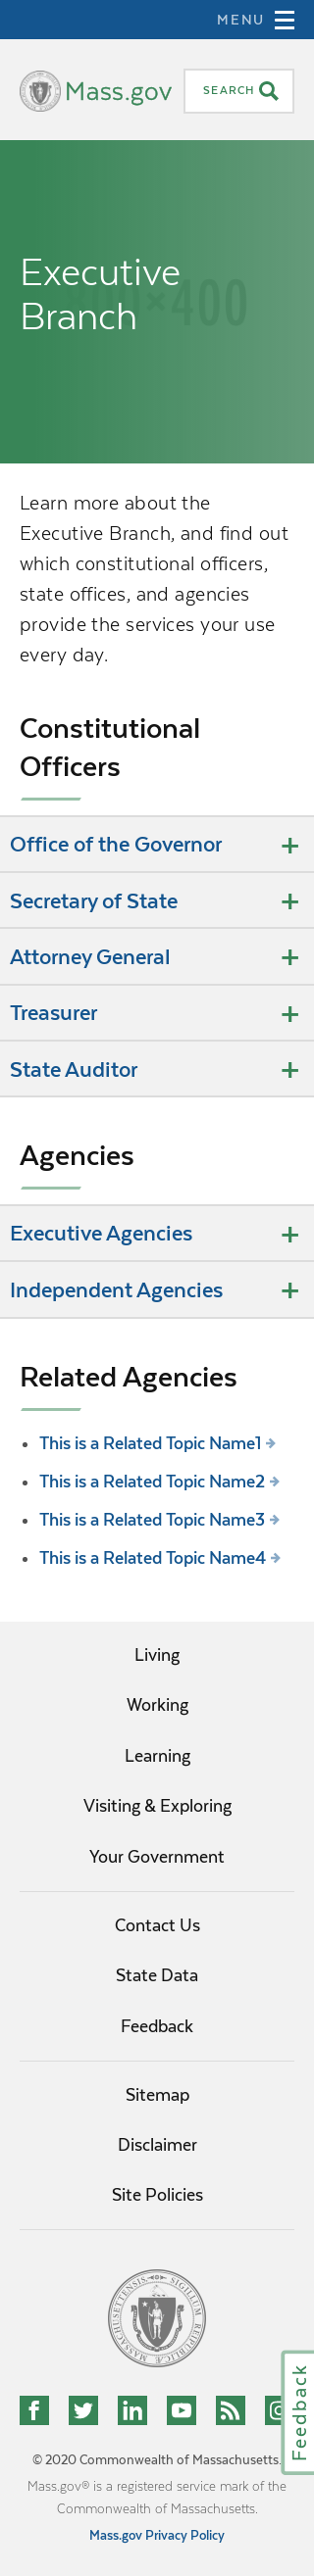 MENU
Mass.gov
SEARCH
Executive
Branch
×400
Learn more about the
Executive Branch, and find out
which constitutional officers,
state offices, and agencies
provide the services your use
every day.
Constitutional
Officers
Office of the Governor
Secretary of State
Attorney General
Treasurer
State Auditor
Agencies
Executive Agencies
Independent Agencies
Related Agencies
This is a Related Topic Name1
This is a Related Topic Name2
This is a Related Topic Name3
This is a Related Topic Name4
Living
Working
Learning
Visiting & Exploring
Your Government
Contact Us
State Data
Feedback
Sitemap
Disclaimer
Site Policies
Feedback
© 2020 Commonwealth of Massachusetts.
Mass.gov® is a registered service mark of the
Commonwealth of Massachusetts.
Mass.gov Privacy Policy